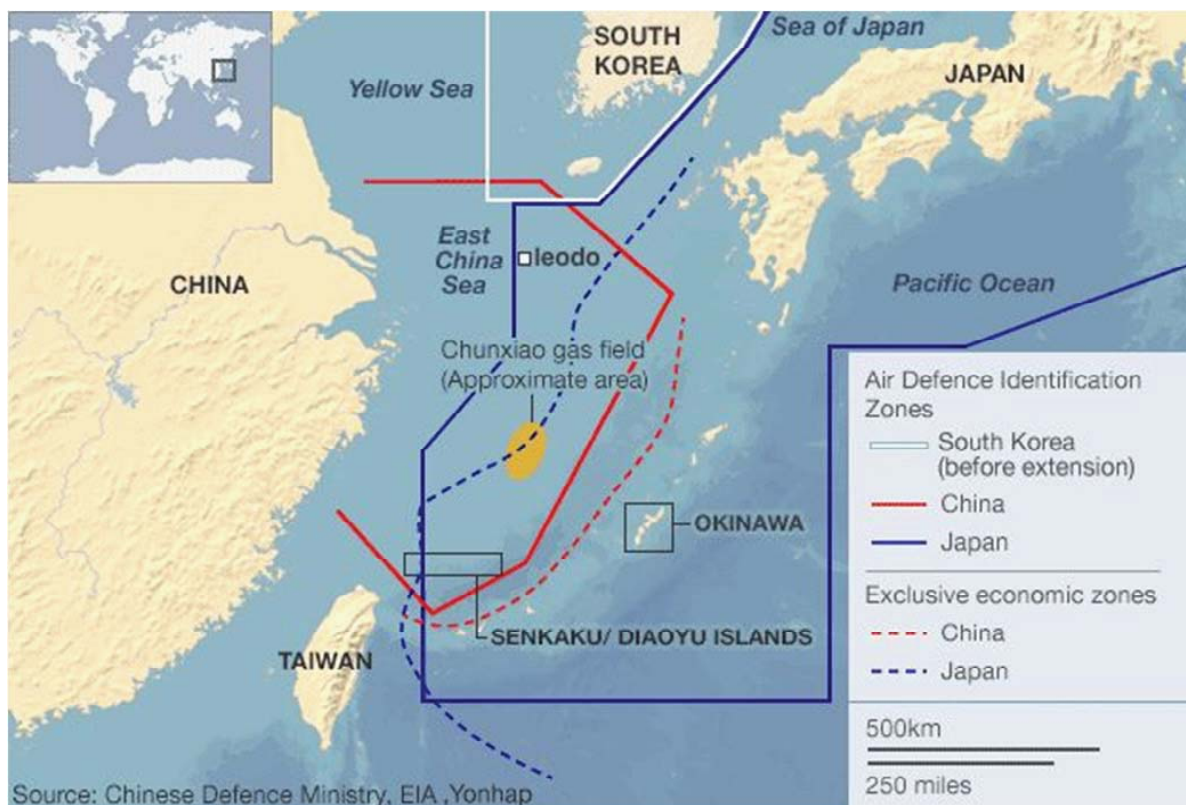 SOUTH
KOREA
Sea of Japan
JAPAN
Yellow Sea
East
China
Sea
leodo
CHINA
Pacific Ocean
Chunxiao gas field
(Approximate area)
OKINAWA
SENKAKU/ DIAOYU ISLANDS
TAIWAN
Air Defence Identification
Zones
South Korea
(before extension)
China
Japan
Exclusive economic zones
China
Japan
500km
250 miles
Source: Chinese Defence Ministry, EIA ,Yonhap